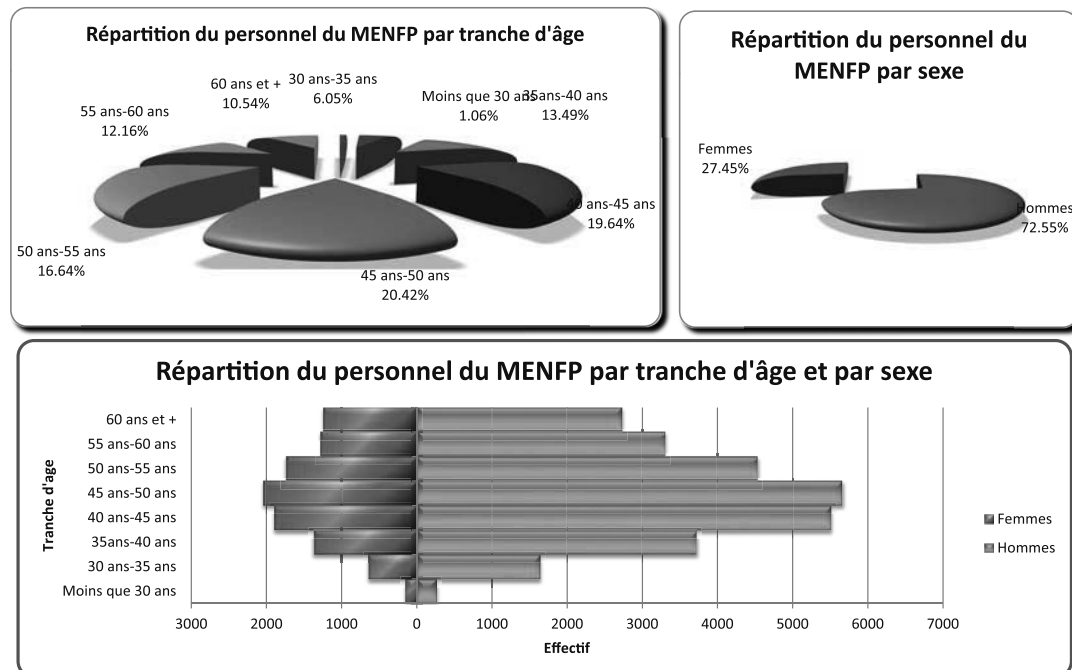 Répartition du personnel du MENFP par tranche d'âge
60 ans et +
10.54%
30 ans-35 ans
6.05%
Moins que 30 ans
1.06%
35ans-40 ans
13.49%
55 ans-60 ans
12.16%
40 ans-45 ans
19.64%
50 ans-55 ans
16.64%
45 ans-50 ans
20.42%
Répartition du personnel du
MENFP par sexe
Femmes
27.45%
Hommes
72.55%
Répartition du personnel du MENFP par tranche d'âge et par sexe
Tranche d'age
60 ans et +
55 ans-60 ans
50 ans-55 ans
45 ans-50 ans
40 ans-45 ans
35ans-40 ans
30 ans-35 ans
Moins que 30 ans
3000 2000 1000 0 1000 2000 3000 4000 5000 6000 7000
Effectif
Femmes
Hommes